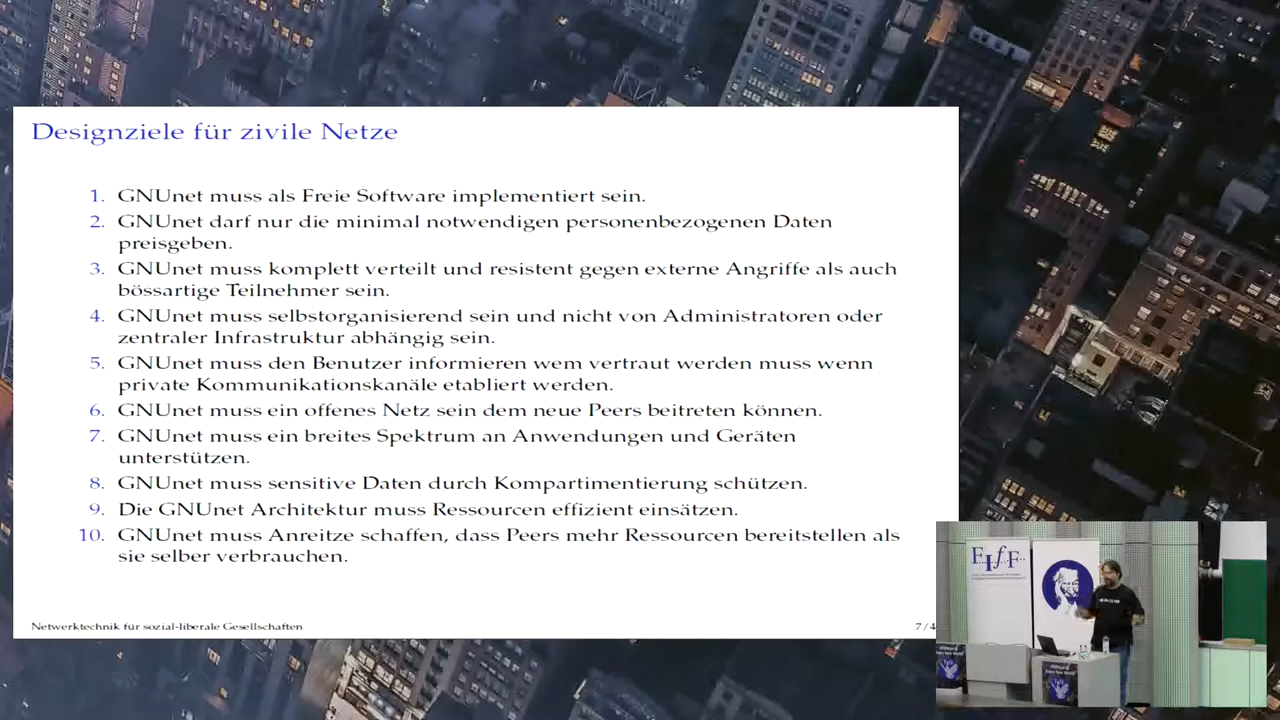 Designziele für zivile Netze
1. GNUnet muss als Freie Software implementiert sein.
2. GNUnet darf nur die minimal notwendigen personenbezogenen Daten
preisgeben.
3. GNUnet muss komplett verteilt und resistent gegen externe Angriffe als auch
bössartige Teilnehmer sein.
4. GNUnet muss selbstorganisierend sein und nicht von Administratoren oder
zentraler Infrastruktur abhängig sein.
5. GNUnet muss den Benutzer informieren wem vertraut werden muss wenn
private Kommunikationskanäle etabliert werden.
6. GNUnet muss ein offenes Netz sein dem neue Peers beitreten können.
7. GNUnet muss ein breites Spektrum an Anwendungen und Geräten
unterstützen.
8. GNUnet muss sensitive Daten durch Kompartimentierung schützen.
9. Die GNUnet Architektur muss Ressourcen effizient einsätzen.
10. GNUnet muss Anreitze schaffen, dass Peers mehr Ressourcen bereitstellen als
sie selber verbrauchen.
Netwerktechnik für sozial-liberale Gesellschaften
7/4
F..I..f..F..